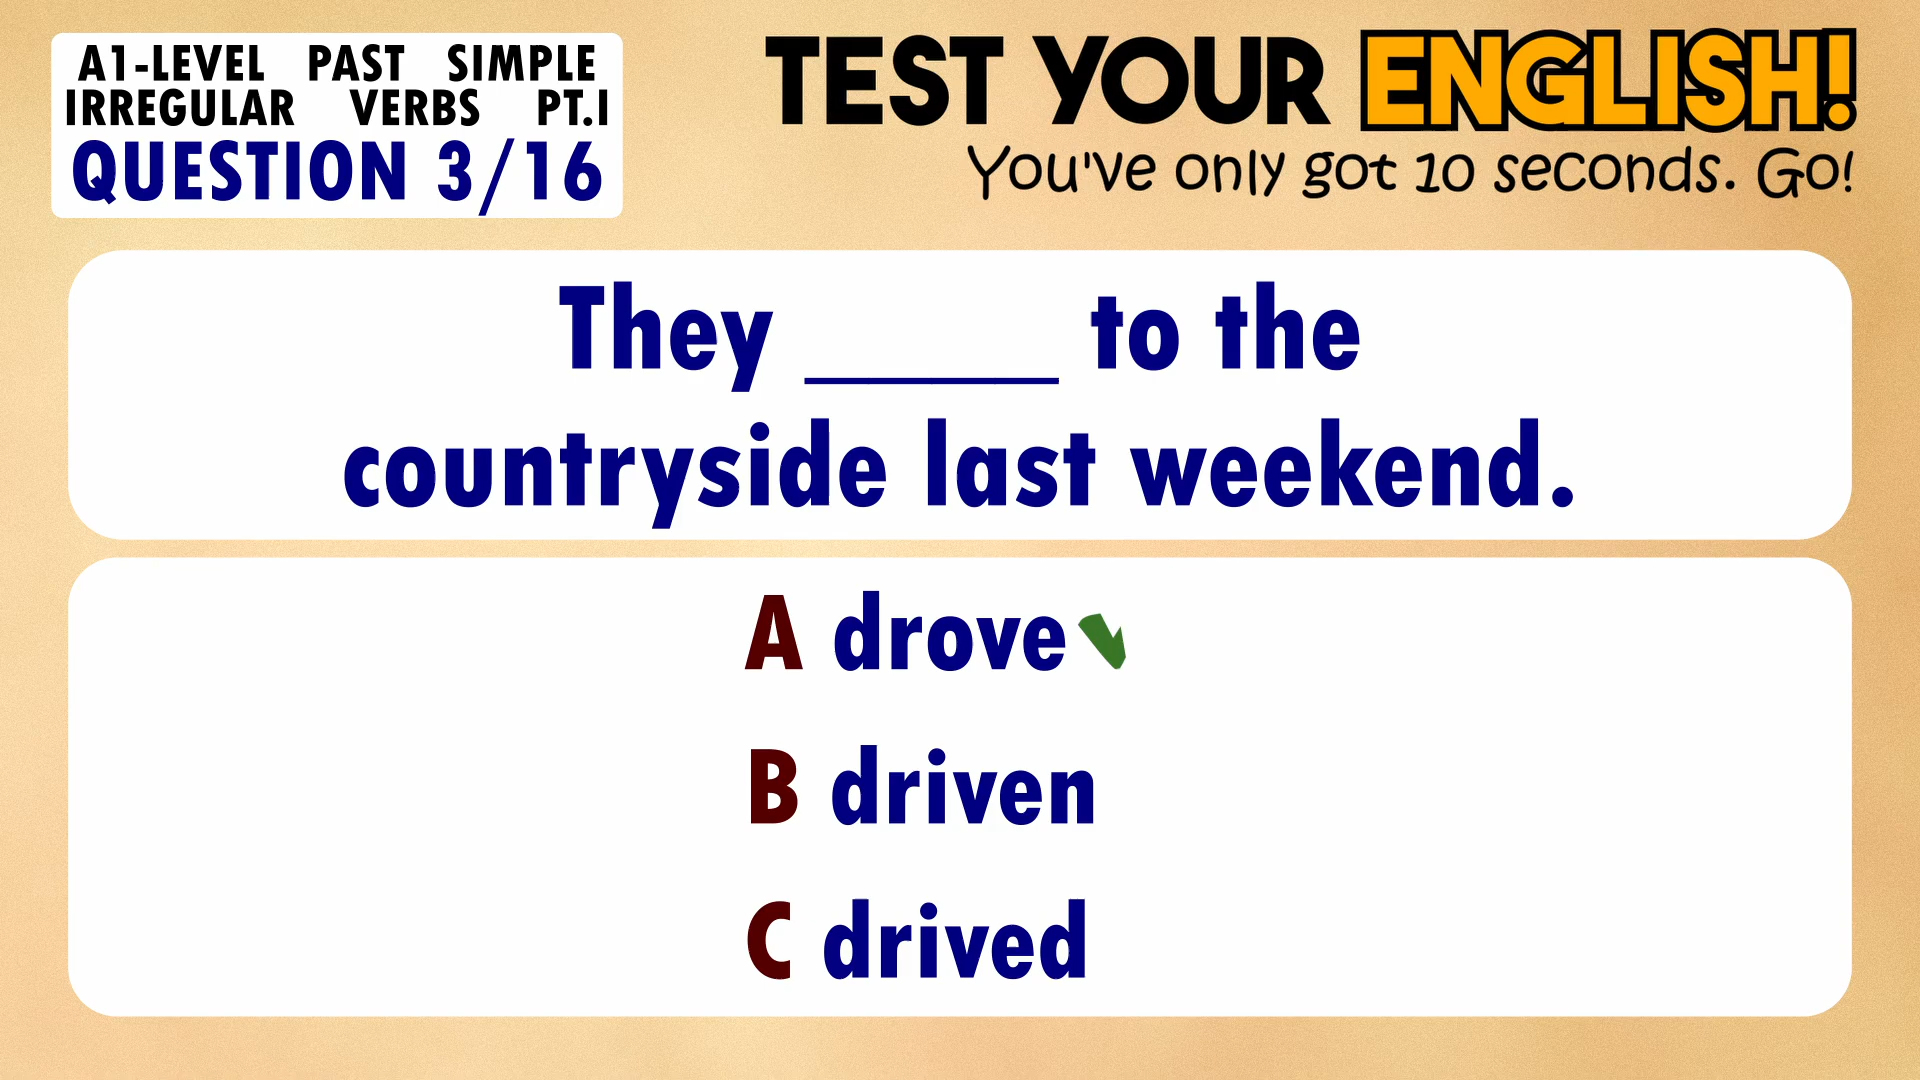 A1-LEVEL PAST SIMPLE
IRREGULAR VERBS PT.I
QUESTION 3/16
TEST YOUR ENGLISH!
You've only got 10 seconds. Go!
They ______ to the
countryside last weekend.
A drove
B driven
C drived